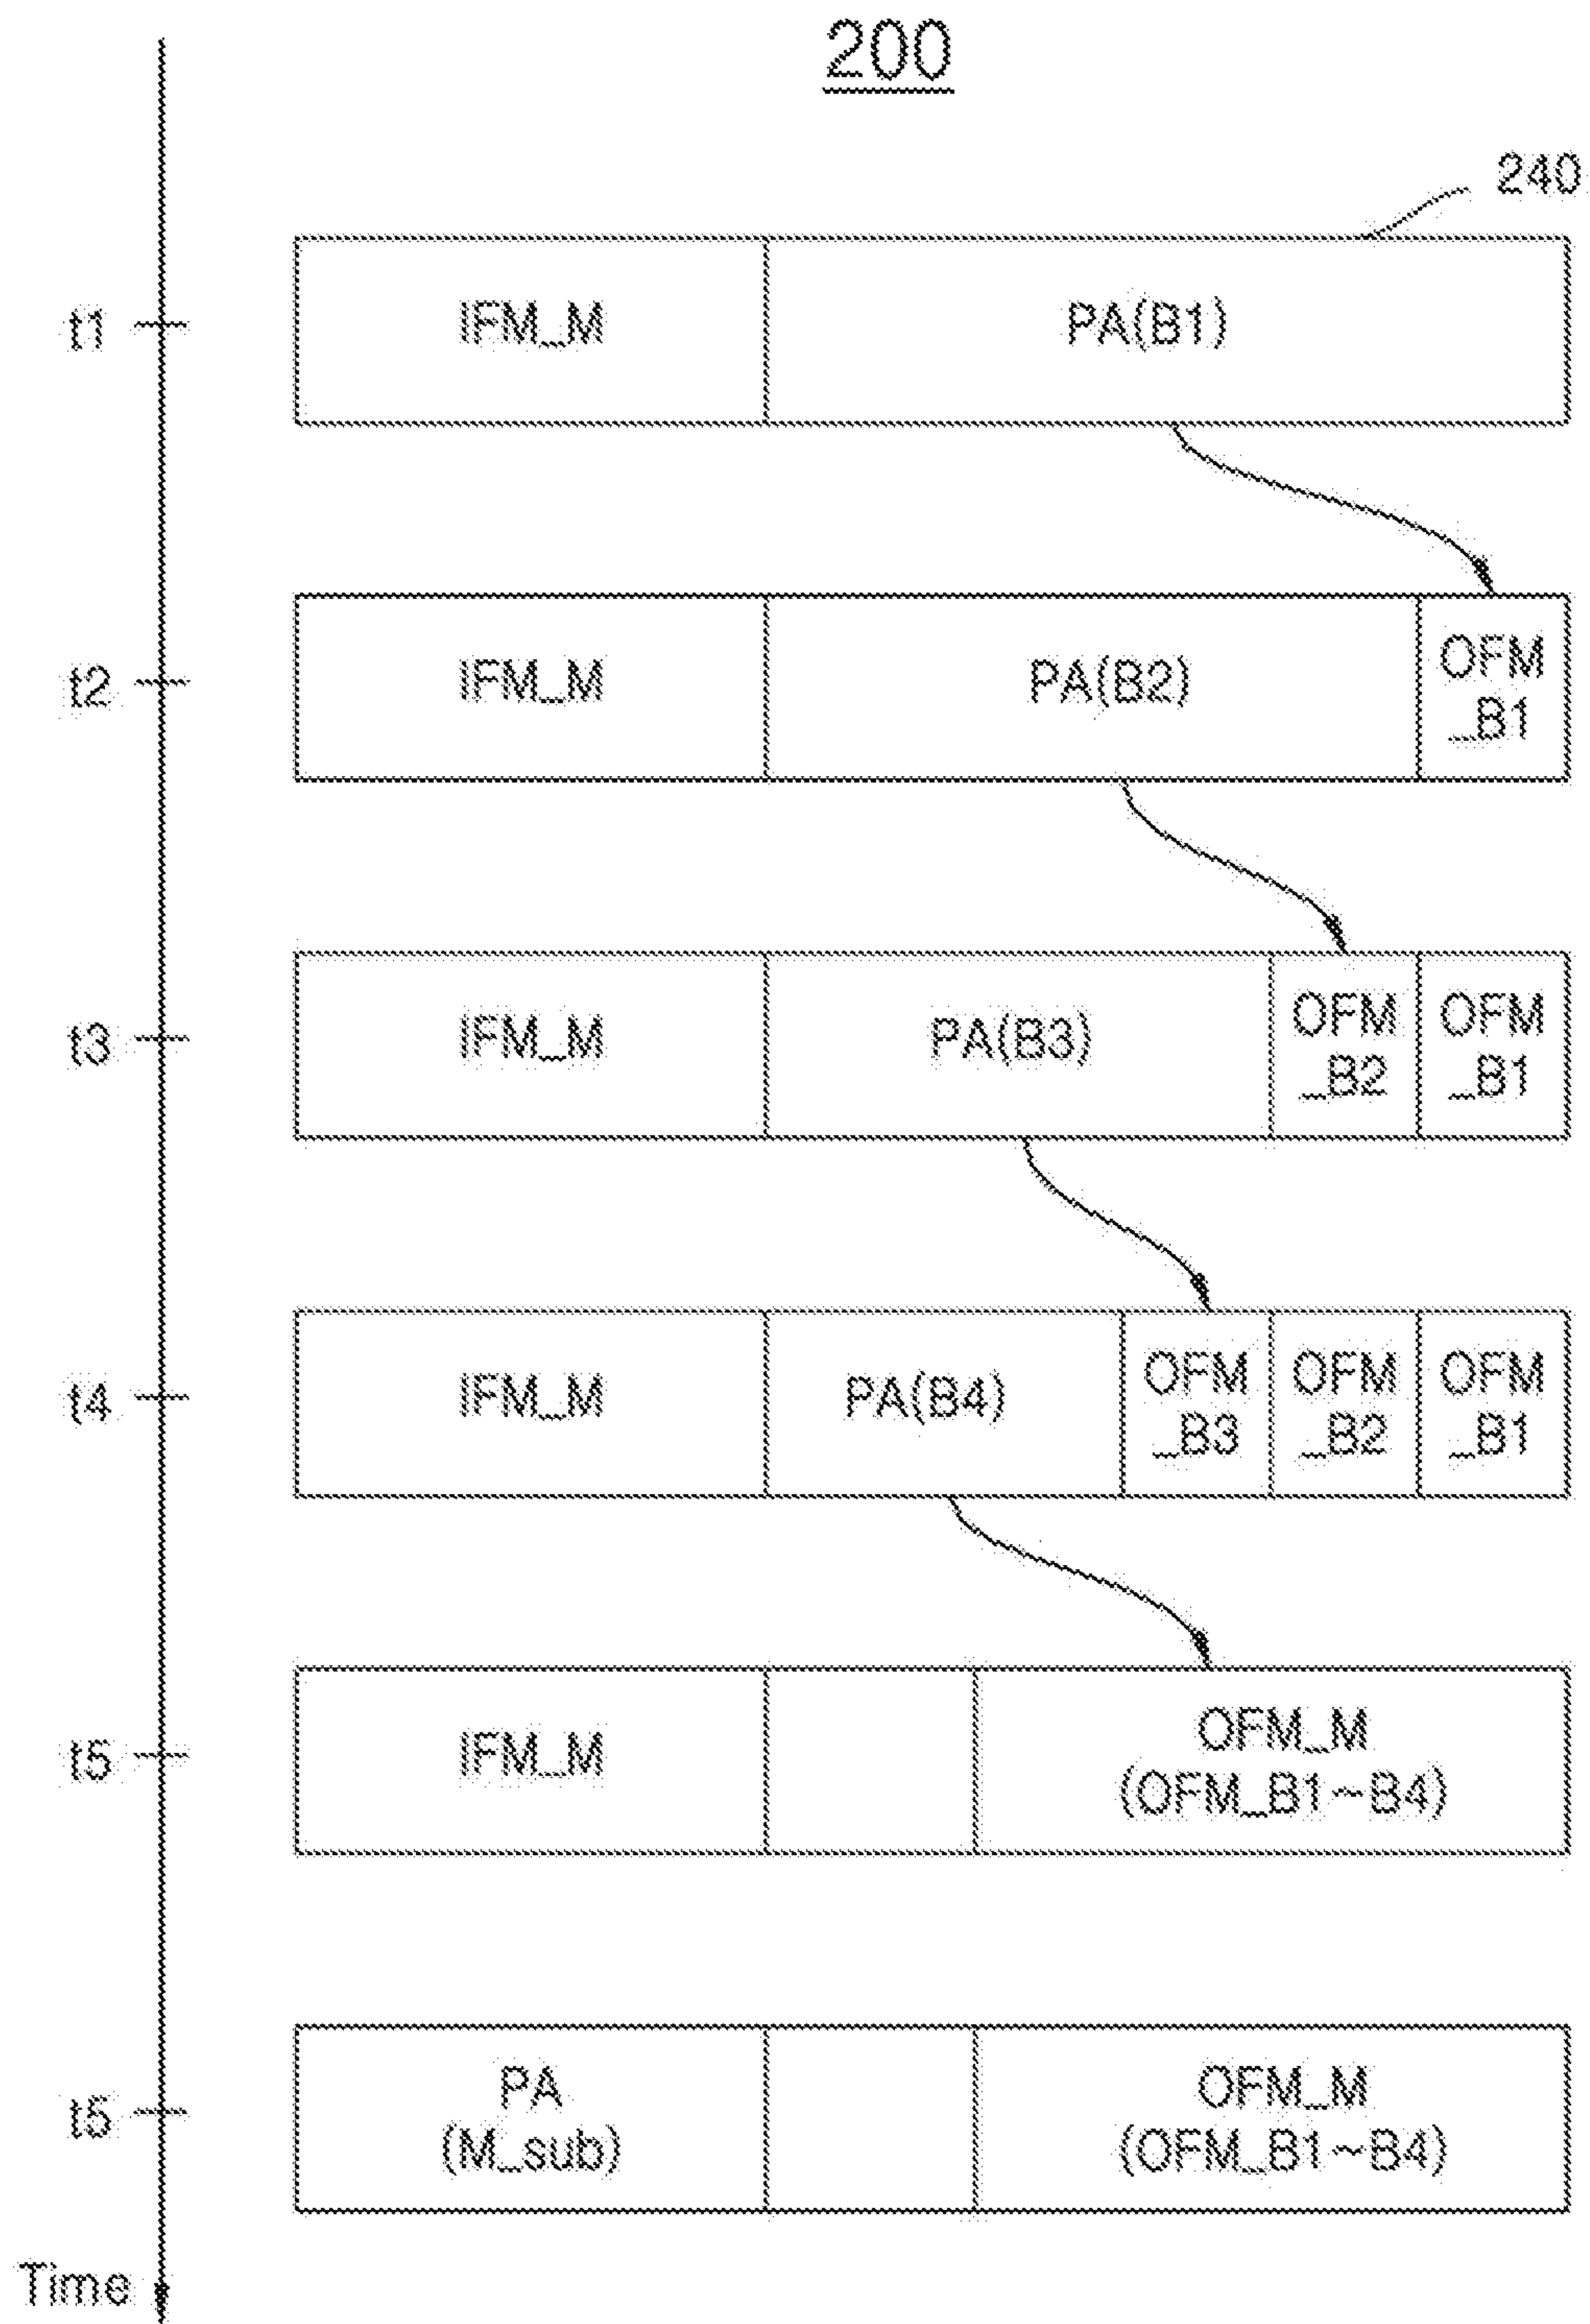 200
240
t1
IFM_M
PA(B1)
t2
IFM_M
PA(B2)
OFM
_B1
t3
IFM_M
PA(B3)
OFM
_B2
OFM
_B1
t4
IFM_M
PA(B4)
OFM
_B3
OFM
_B2
OFM
_B1
t5
IFM_M
OFM_M
(OFM_B1~B4)
t5
PA
(M_sub)
OFM_M
(OFM_B1~B4)
Time